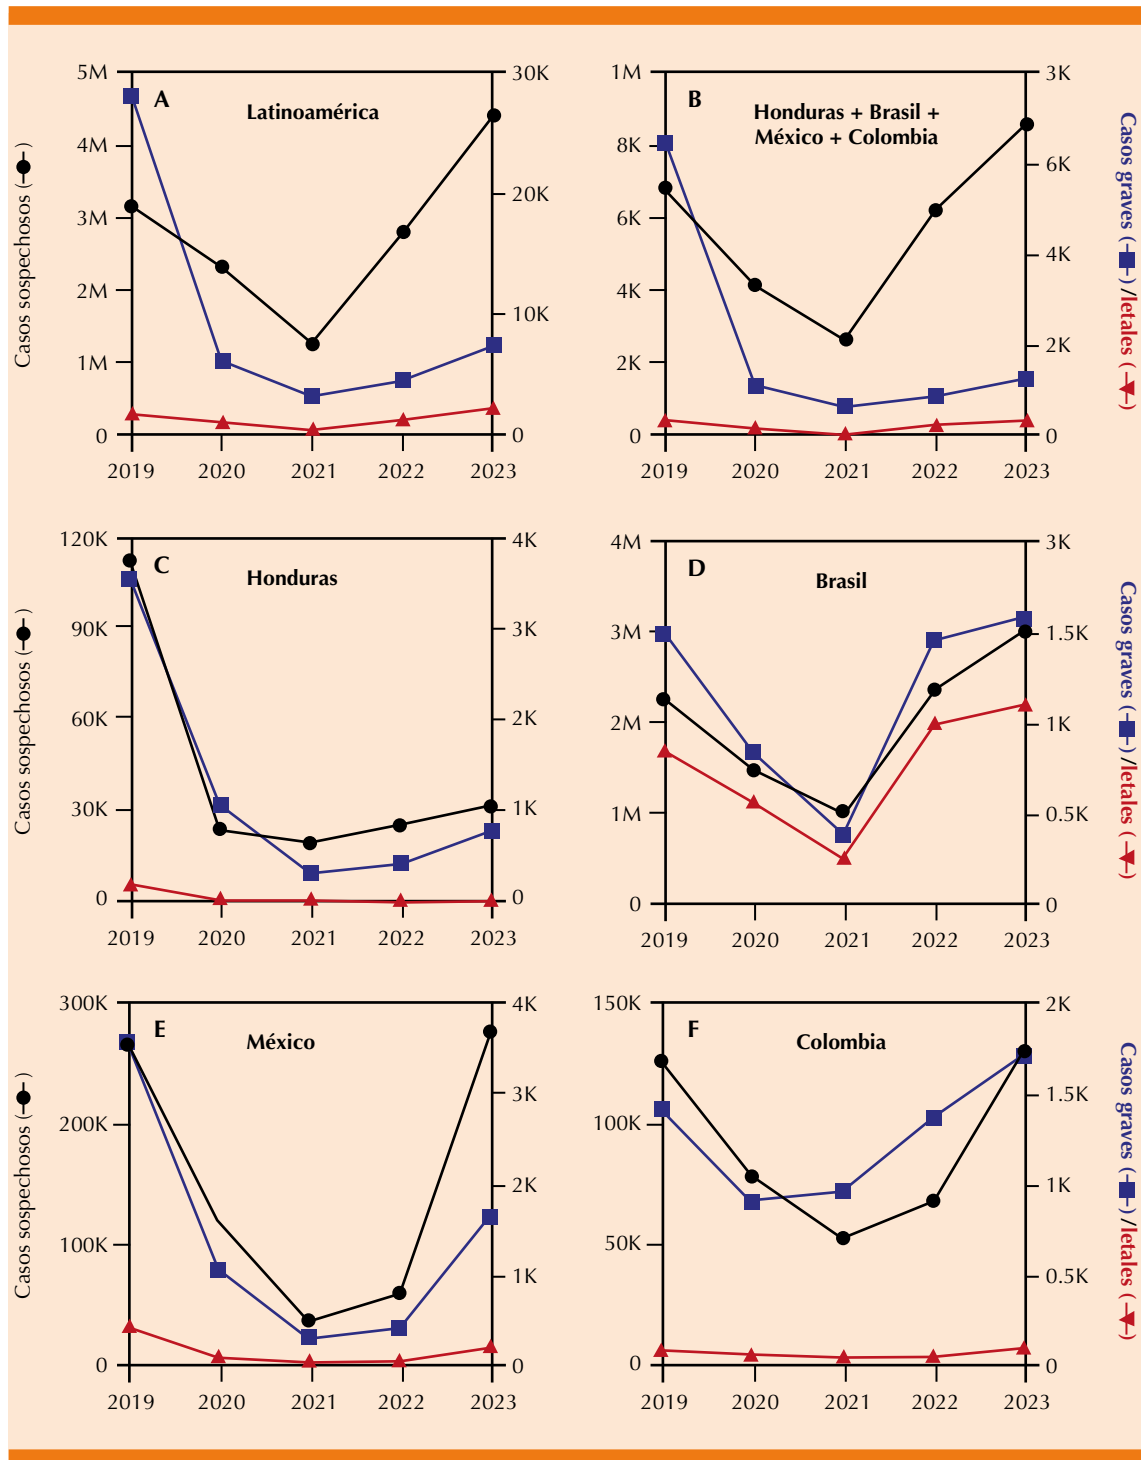 5M
4M
3M
2M
1M
0
A
Latinoamérica
30K
20K
10K
0
2019
2020
2021
2022
2023
Casos sospechosos (●)
1M
8K
6K
4K
2K
0
B
Honduras + Brasil +
México + Colombia
3K
6K
4K
2K
0
2019
2020
2021
2022
2023
Casos graves (■) /letales (▲)
120K
90K
60K
30K
0
C
Honduras
4K
3K
2K
1K
0
2019
2020
2021
2022
2023
Casos sospechosos (●)
4M
3M
2M
1M
0
D
Brasil
3K
1.5K
1K
0.5K
0
2019
2020
2021
2022
2023
Casos graves (■) /letales (▲)
300K
200K
100K
0
E
México
4K
3K
2K
1K
0
2019
2020
2021
2022
2023
Casos sospechosos (●)
150K
100K
50K
0
F
Colombia
2K
1.5K
1K
0.5K
0
2019
2020
2021
2022
2023
Casos graves (■) /letales (▲)